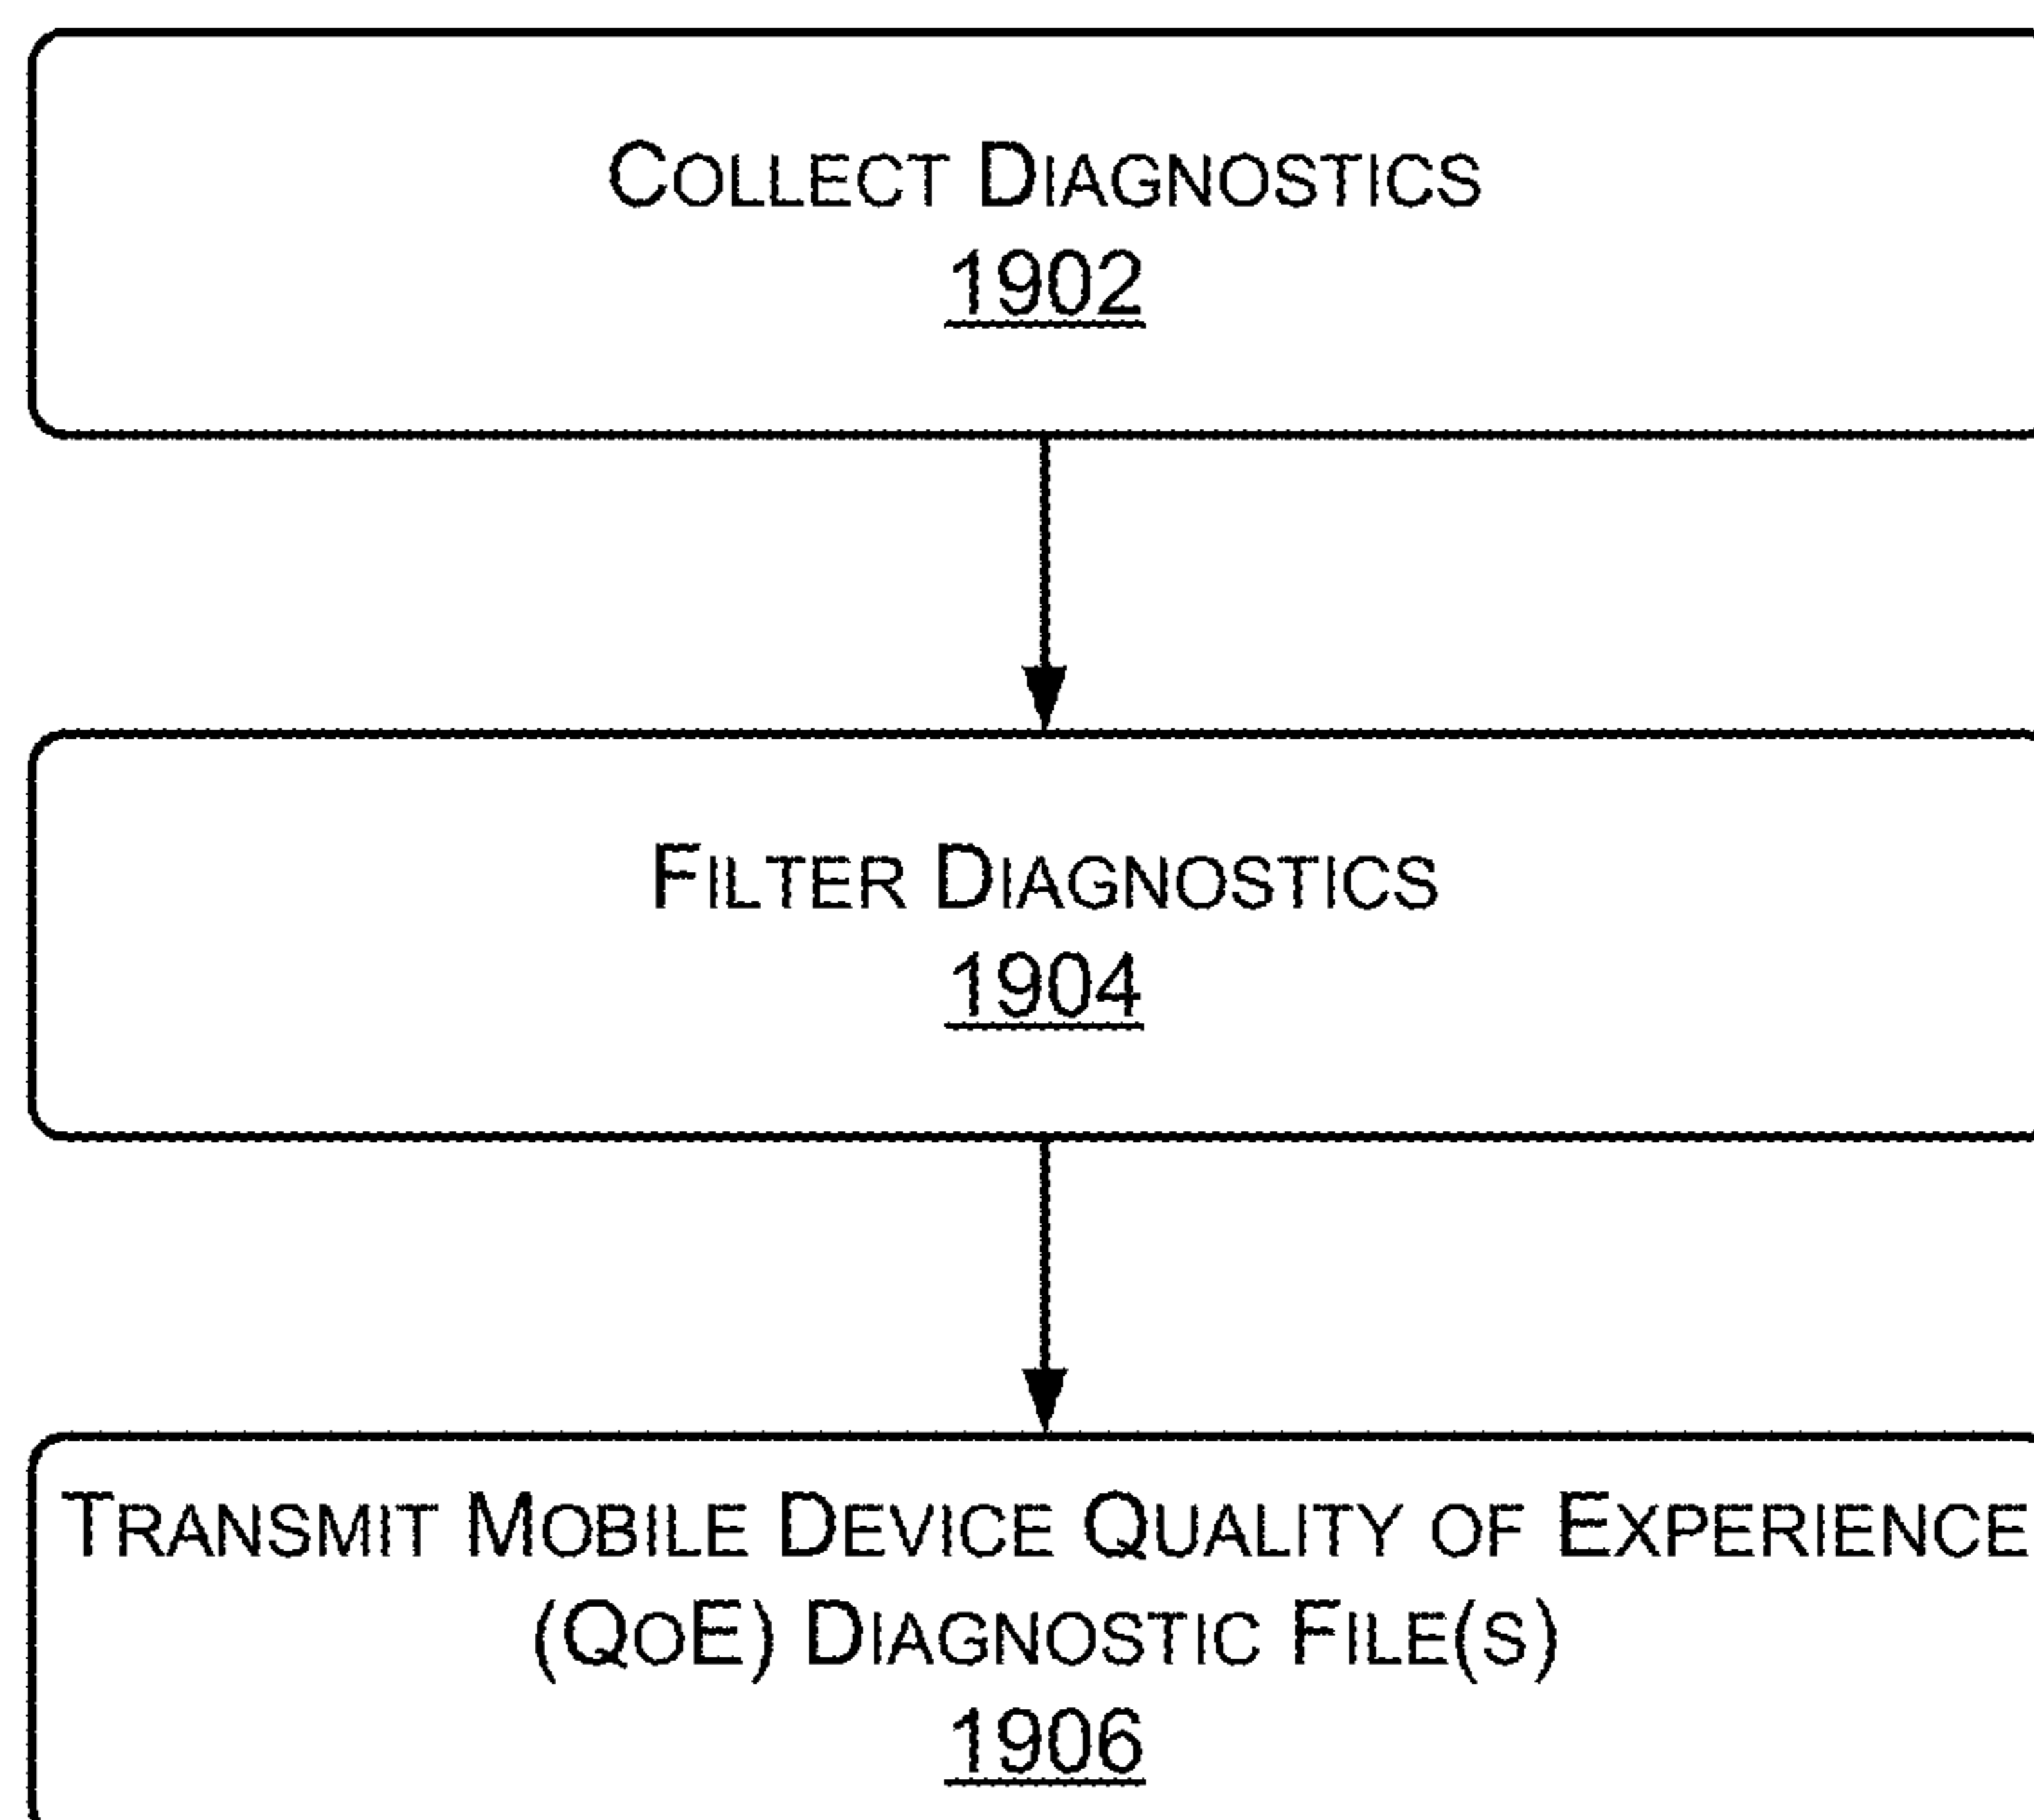 COLLECT DIAGNOSTICS
1902
FILTER DIAGNOSTICS
1904
TRANSMIT MOBILE DEVICE QUALITY OF EXPERIENCE
(QOE) DIAGNOSTIC FILE(S)
1906